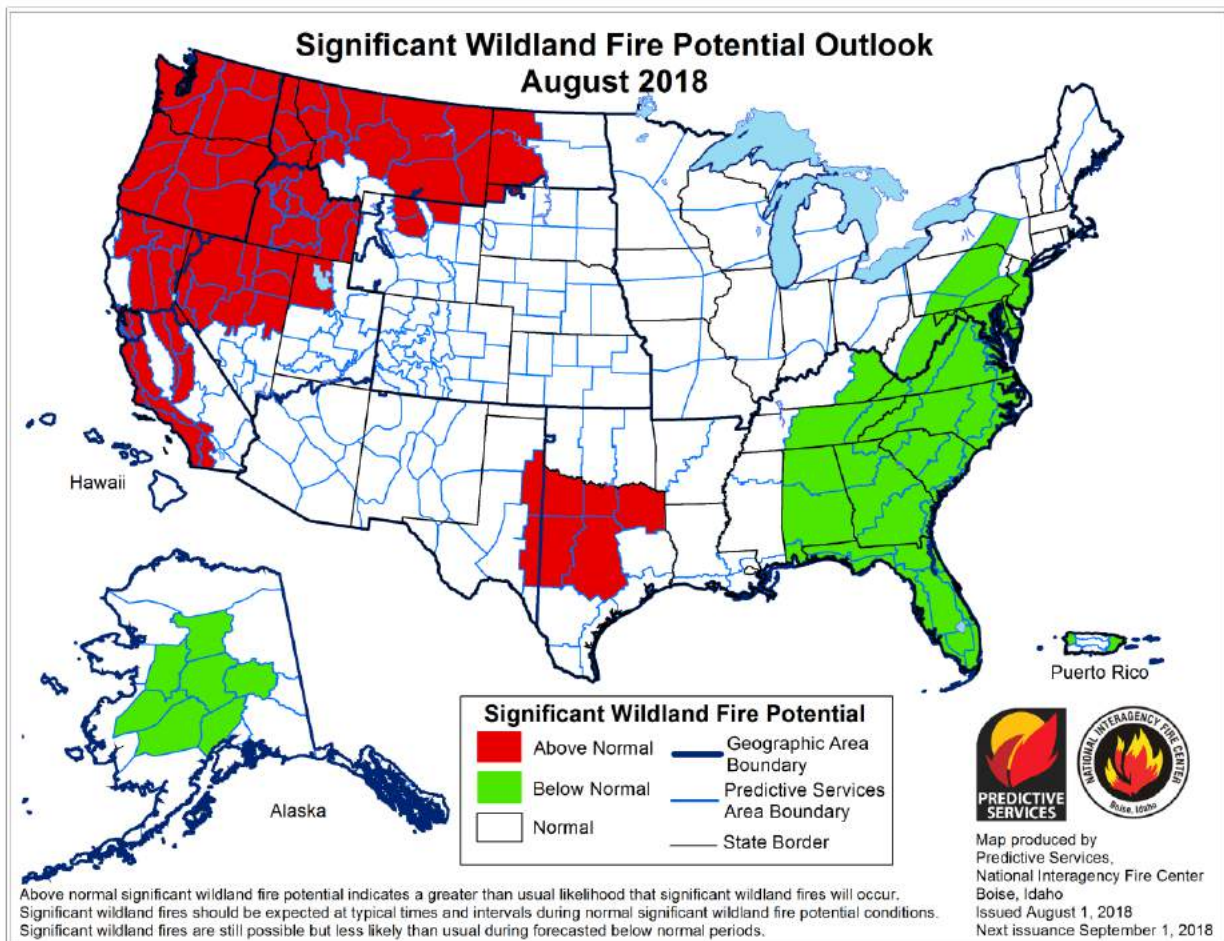 Significant Wildland Fire Potential Outlook
August 2018
Hawaii
Alaska
Puerto Rico
Significant Wildland Fire Potential
Above Normal
Below Normal
Normal
Geographic Area
Boundary
Predictive Services
Area Boundary
State Border
PREDICTIVE
SERVICES
NATIONAL INTERAGENCY FIRE CENTER
Boise, Idaho
Map produced by
Predictive Services,
National Interagency Fire Center
Boise, Idaho
Issued August 1, 2018
Next issuance September 1, 2018
Above normal significant wildland fire potential indicates a greater than usual likelihood that significant wildland fires will occur.
Significant wildland fires should be expected at typical times and intervals during normal significant wildland fire potential conditions.
Significant wildland fires are still possible but less likely than usual during forecasted below normal periods.